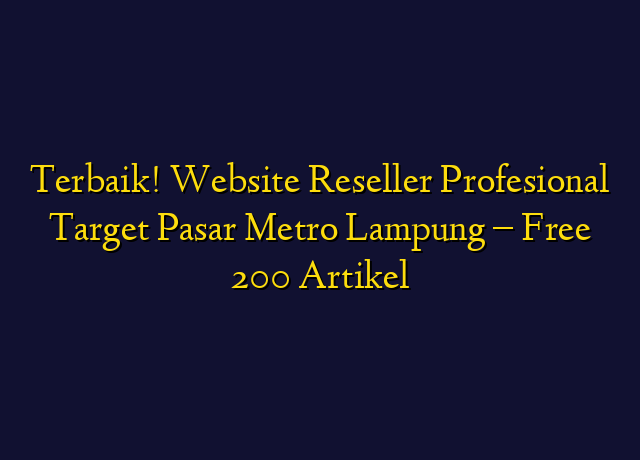 Terbaik! Website Reseller Profesional
Target Pasar Metro Lampung – Free
200 Artikel